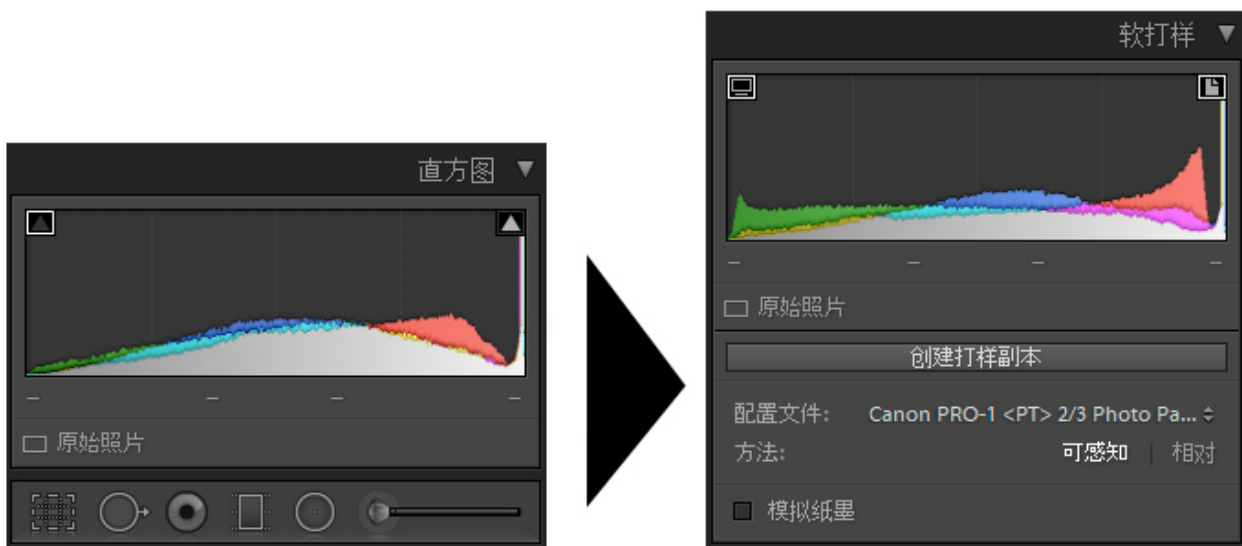 直方图
原始照片
软打样
原始照片
创建打样副本
配置文件: Canon PRO-1 <PT> 2/3 Photo Pa...
方法: 可感知 | 相对
模拟纸墨